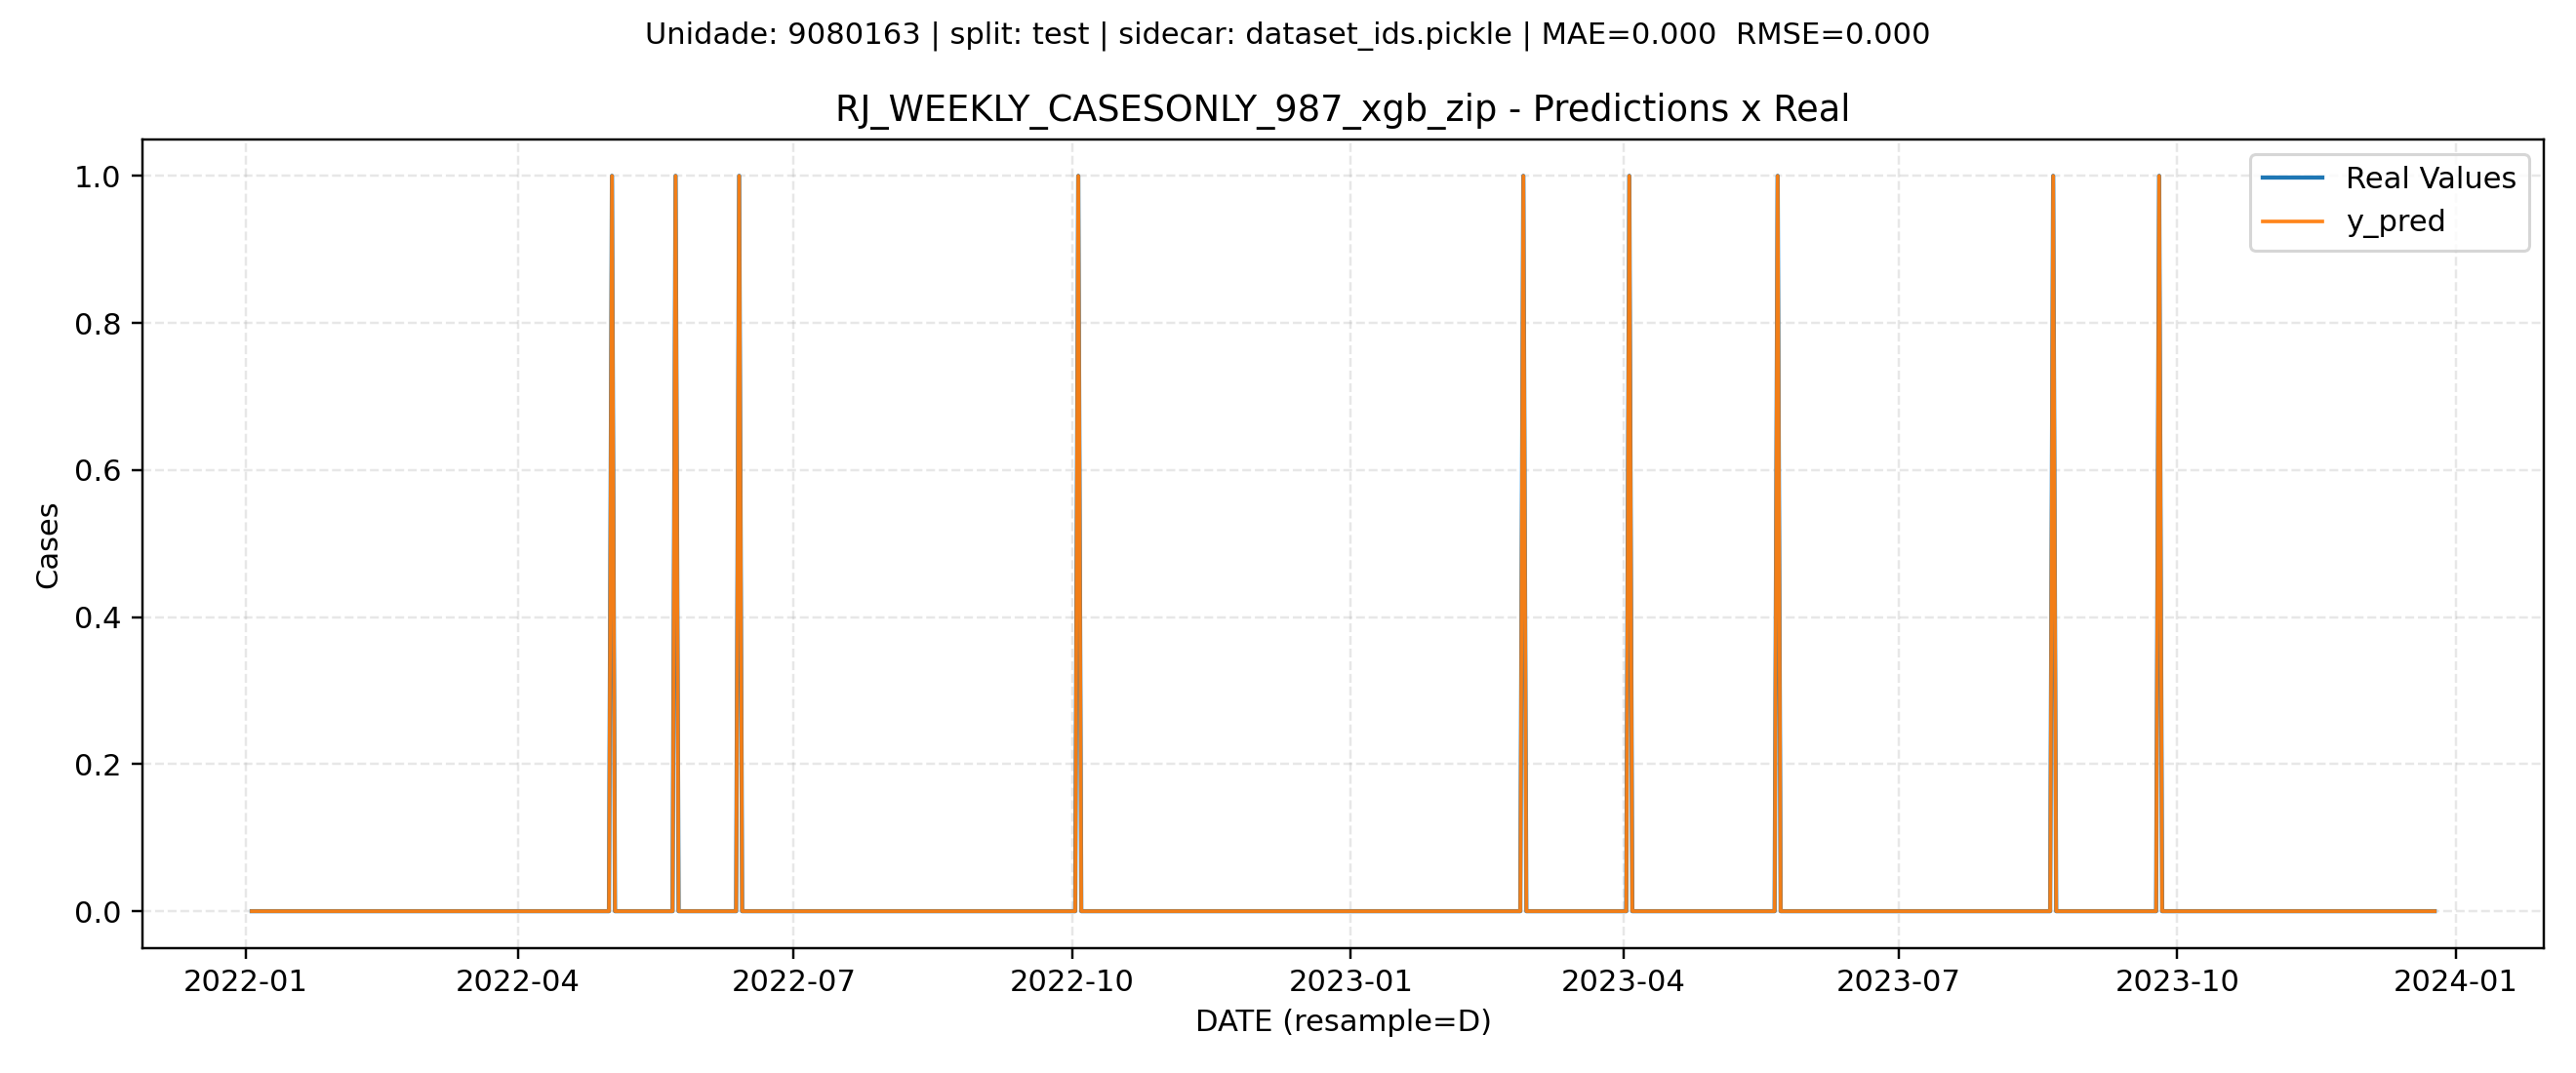 Unidade: 9080163 | split: test | sidecar: dataset_ids.pickle | MAE=0.000  RMSE=0.000
RJ_WEEKLY_CASESONLY_987_xgb_zip - Predictions x Real
Real Values
y_pred
Cases
1.0
0.8
0.6
0.4
0.2
0.0
2022-01
2022-04
2022-07
2022-10
2023-01
2023-04
2023-07
2023-10
2024-01
DATE (resample=D)